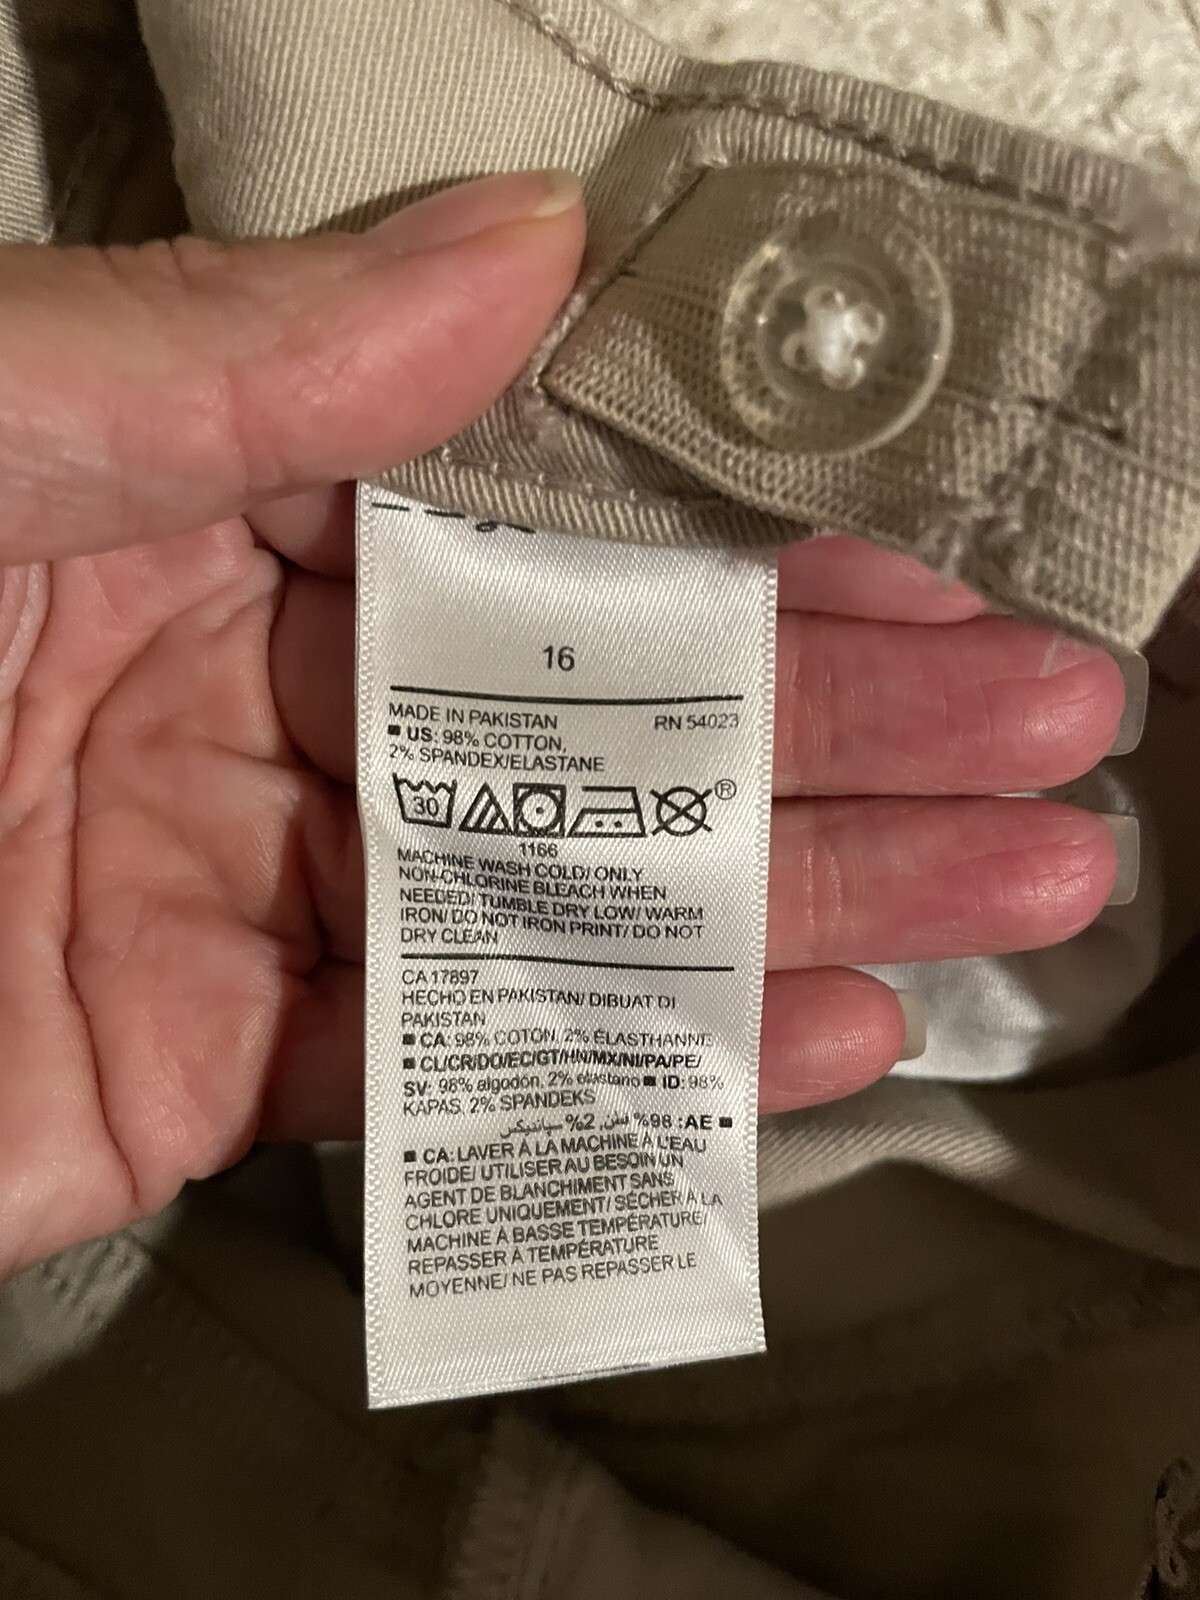 16
MADE IN PAKISTAN RN 54023
■ US: 98% COTTON,
2% SPANDEX/ELASTANE
30 ®
1166
MACHINE WASH COLD/ ONLY
NON-CHLORINE BLEACH WHEN
NEEDED/ TUMBLE DRY LOW/ WARM
IRON/ DO NOT IRON PRINT/ DO NOT
DRY CLEAN
CA 17897
HECHO EN PAKISTAN/ DIBUAT DI
PAKISTAN
■ CA: 98% COTON, 2% ÉLASTHANNE
■ CL/CR/DO/EC/GT/HN/MX/NI/PA/PE/
SV: 98% algodón, 2% elastano ■ ID: 98%
KAPAS, 2% SPANDEKS
■ AE: 98% قطن, 2% سباندیکس
■ CA: LAVER À LA MACHINE À L'EAU
FROIDE/ UTILISER AU BESOIN UN
AGENT DE BLANCHIMENT SANS
CHLORE UNIQUEMENT/ SÉCHER À LA
MACHINE À BASSE TEMPÉRATURE/
REPASSER À TEMPÉRATURE
MOYENNE/ NE PAS REPASSER LE